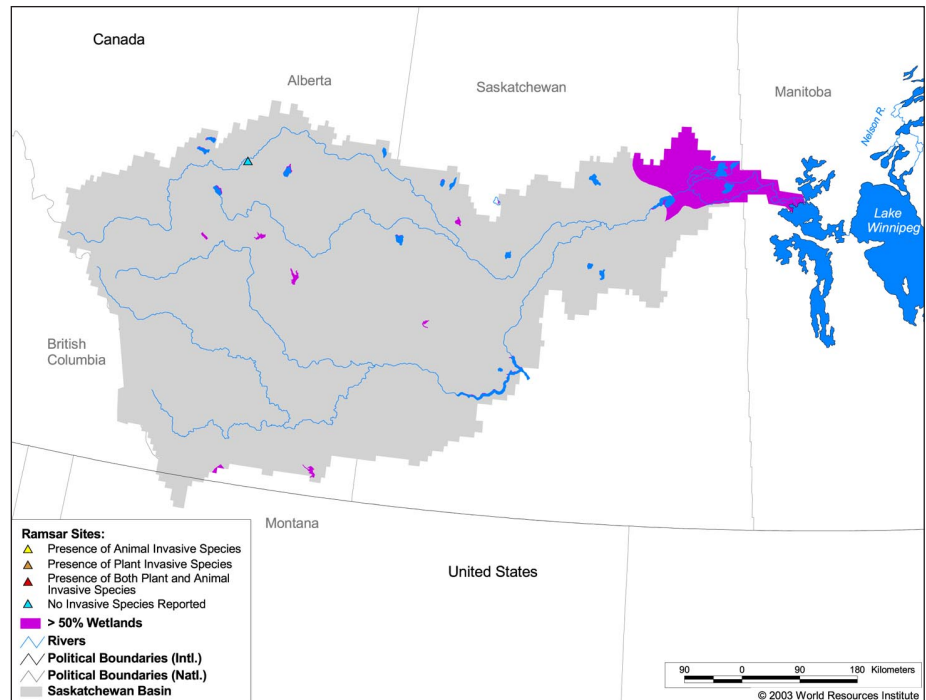 Canada
Alberta
Saskatchewan
Manitoba
Nelson R.
Lake
Winnipeg
British
Columbia
Montana
United States
Ramsar Sites:
Presence of Animal Invasive Species
Presence of Plant Invasive Species
Presence of Both Plant and Animal
Invasive Species
No Invasive Species Reported
> 50% Wetlands
Rivers
Political Boundaries (Intl.)
Political Boundaries (Natl.)
Saskatchewan Basin
90 0 90 180 Kilometers
© 2003 World Resources Institute